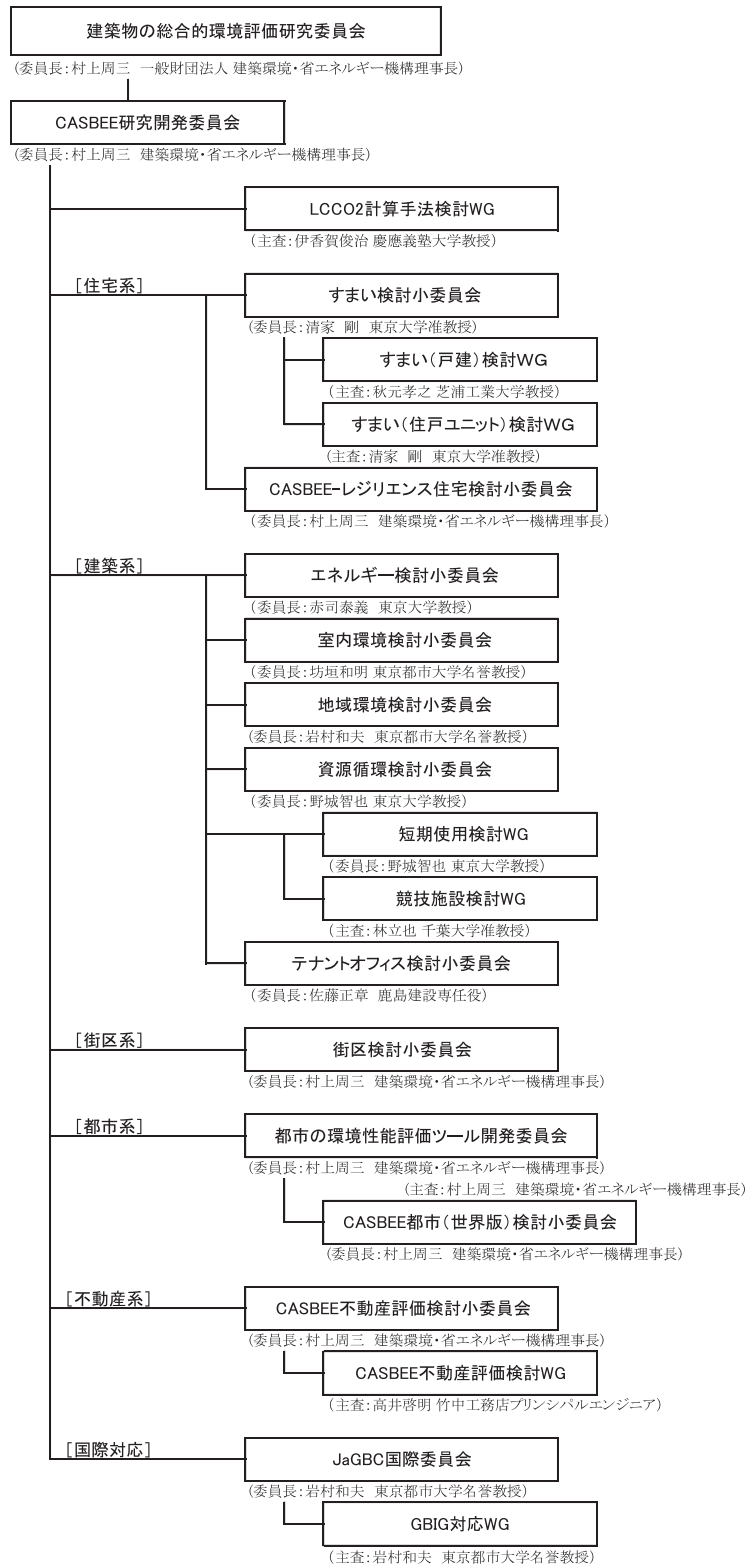 建築物の総合的環境評価研究委員会
(委員長:村上周三 一般財団法人 建築環境・省エネルギー機構理事長)
CASBEE研究開発委員会
(委員長:村上周三 建築環境・省エネルギー機構理事長)
LCCO2計算手法検討WG
(主査:伊香賀俊治 慶應義塾大学教授)
[住宅系]
すまい検討小委員会
(委員長:清家 剛 東京大学准教授)
すまい(戸建)検討WG
(主査:秋元孝之 芝浦工業大学教授)
すまい(住戸ユニット)検討WG
(主査:清家 剛 東京大学准教授)
CASBEE-レジリエンス住宅検討小委員会
(委員長:村上周三 建築環境・省エネルギー機構理事長)
[建築系]
エネルギー検討小委員会
(委員長:赤司泰義 東京大学教授)
室内環境検討小委員会
(委員長:坊垣和明 東京都市大学名誉教授)
地域環境検討小委員会
(委員長:岩村和夫 東京都市大学名誉教授)
資源循環検討小委員会
(委員長:野城智也 東京大学教授)
短期使用検討WG
(委員長:野城智也 東京大学教授)
競技施設検討WG
(主査:林立也 千葉大学准教授)
テナントオフィス検討小委員会
(委員長:佐藤正章 鹿島建設専任役)
[街区系]
街区検討小委員会
(委員長:村上周三 建築環境・省エネルギー機構理事長)
[都市系]
都市の環境性能評価ツール開発委員会
(委員長:村上周三 建築環境・省エネルギー機構理事長)
(主査:村上周三 建築環境・省エネルギー機構理事長)
CASBEE都市(世界版)検討小委員会
(委員長:村上周三 建築環境・省エネルギー機構理事長)
[不動産系]
CASBEE不動産評価検討小委員会
(委員長:村上周三 建築環境・省エネルギー機構理事長)
CASBEE不動産評価検討WG
(主査:高井啓明 竹中工務店プリンシパルエンジニア)
[国際対応]
JaGBC国際委員会
(委員長:岩村和夫 東京都市大学名誉教授)
GBIG対応WG
(主査:岩村和夫 東京都市大学名誉教授)